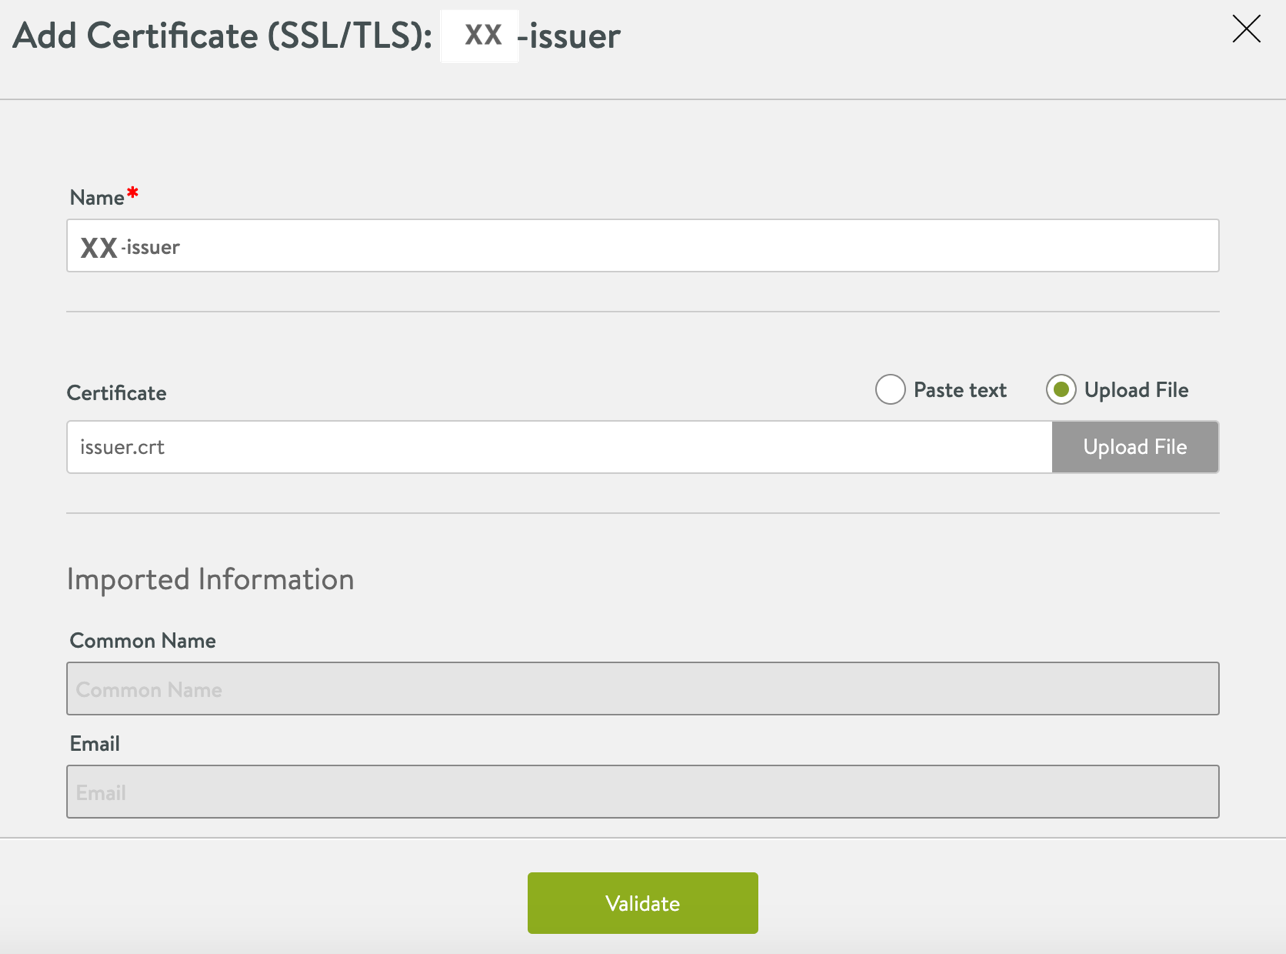 Add Certificate (SSL/TLS): XX -issuer
Name*
XX -issuer
Certificate
Paste text
Upload File
issuer.crt
Upload File
Imported Information
Common Name
Common Name
Email
Email
Validate